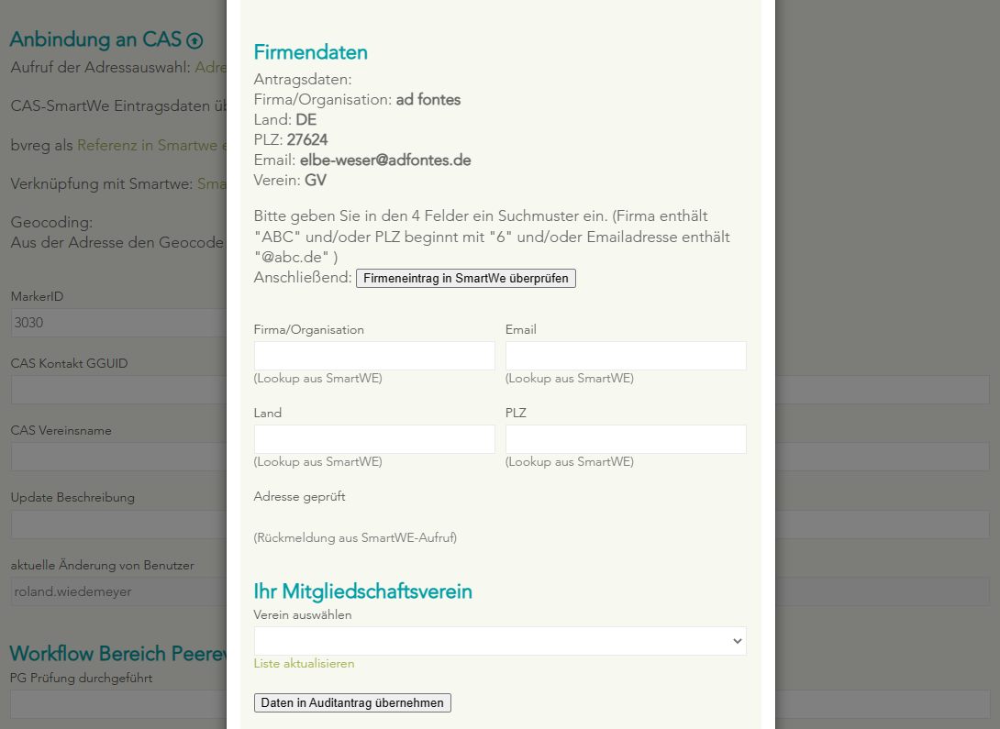 Anbindung an CAS
Aufruf der Adressauswahl: Adre
CAS-SmartWe Eintragsdaten üb
bvreg als Referenz in Smartwe e
Verknüpfung mit Smartwe: Sma
Geocoding:
Aus der Adresse den Geocode
MarkerID
3030
CAS Kontakt GGUID
CAS Vereinsname
Update Beschreibung
aktuelle Änderung von Benutzer
roland.wiedemeyer
Workflow Bereich Peerev
PG Prüfung durchgeführt
Firmendaten
Antragsdaten:
Firma/Organisation: ad fontes
Land: DE
PLZ: 27624
Email: elbe-weser@adfontes.de
Verein: GV
Bitte geben Sie in den 4 Felder ein Suchmuster ein. (Firma enthält
"ABC" und/oder PLZ beginnt mit "6" und/oder Emailadresse enthält
"@abc.de" )
Anschließend: Firmeneintrag in SmartWe überprüfen
Firma/Organisation Email
(Lookup aus SmartWE) (Lookup aus SmartWE)
Land PLZ
(Lookup aus SmartWE) (Lookup aus SmartWE)
Adresse geprüft
(Rückmeldung aus SmartWE-Aufruf)
Ihr Mitgliedschaftsverein
Verein auswählen
Liste aktualisieren
Daten in Auditantrag übernehmen